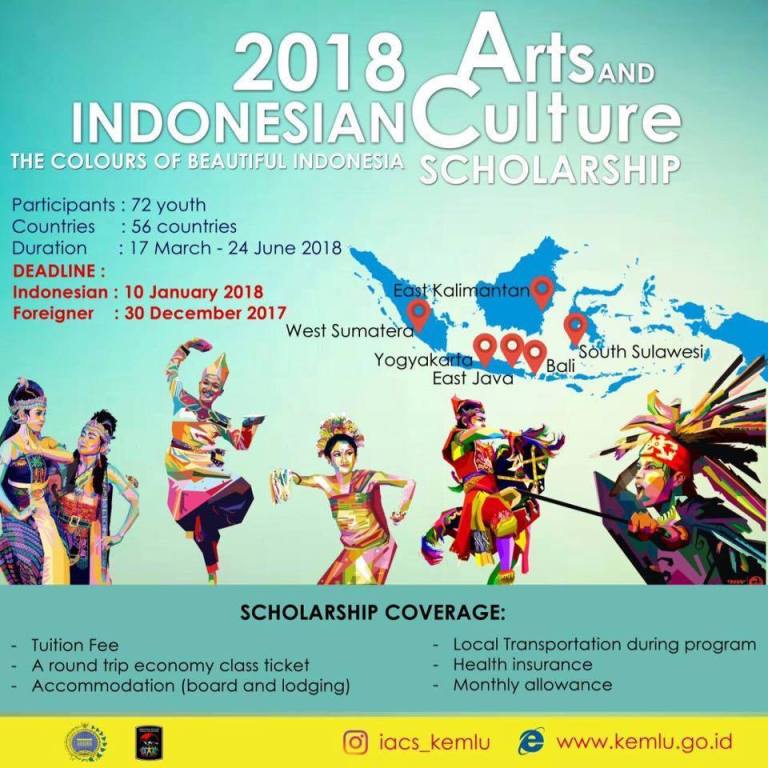 2018 Arts AND
INDONESIAN Culture
THE COLOURS OF BEAUTIFUL INDONESIA SCHOLARSHIP
Participants : 72 youth
Countries : 56 countries
Duration : 17 March - 24 June 2018
DEADLINE :
Indonesian : 10 January 2018
Foreigner : 30 December 2017
East Kalimantan
West Sumatera
Yogyakarta
East Java
Bali
South Sulawesi
SCHOLARSHIP COVERAGE:
- Tuition Fee
- A round trip economy class ticket
- Accommodation (board and lodging)
- Local Transportation during program
- Health insurance
- Monthly allowance
iacs_kemlu
www.kemlu.go.id